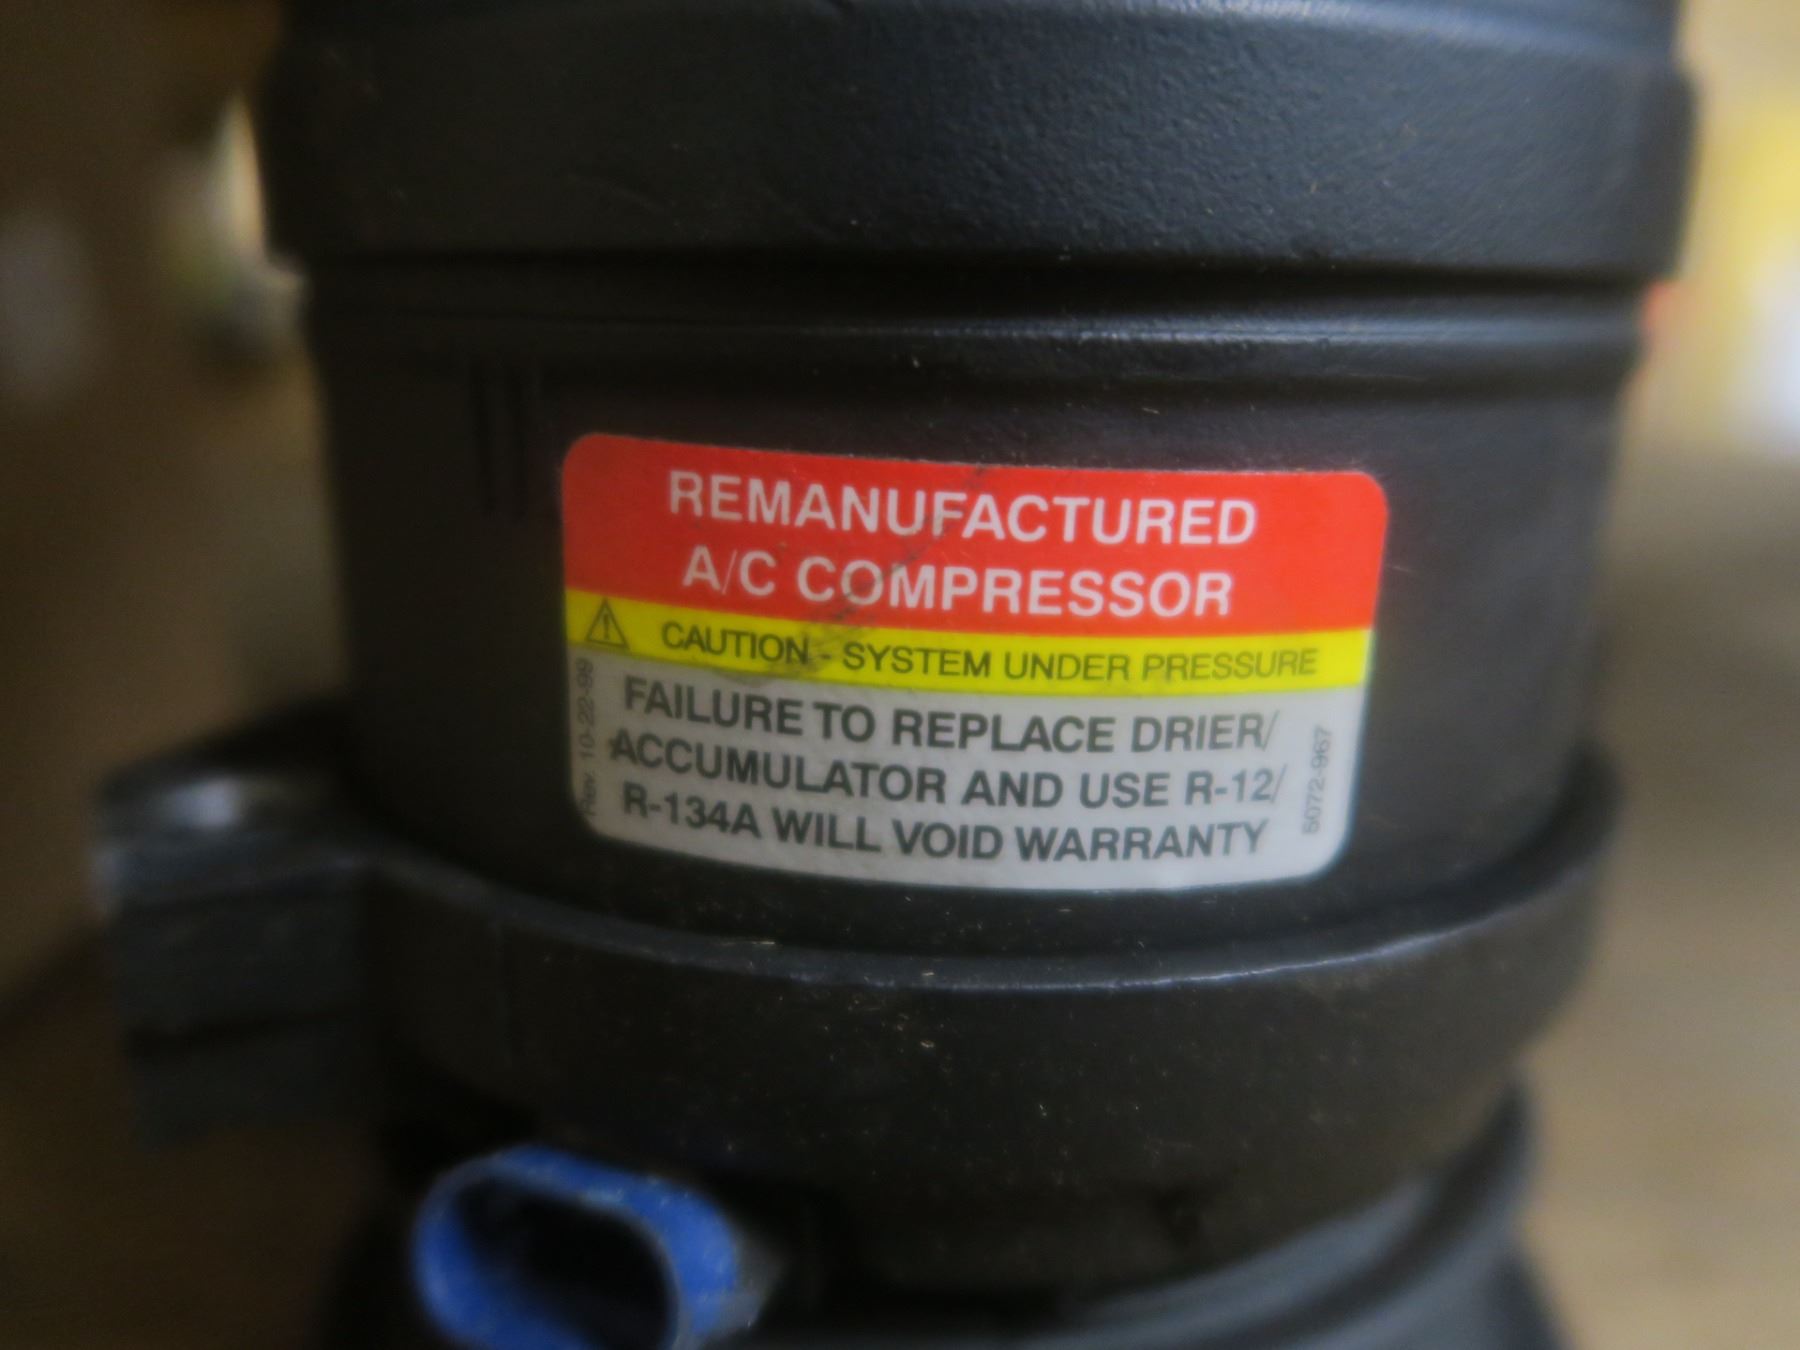 REMANUFACTURED
A/C COMPRESSOR
CAUTION - SYSTEM UNDER PRESSURE
FAILURE TO REPLACE DRIER/
ACCUMULATOR AND USE R-12/
R-134A WILL VOID WARRANTY
Rev. 10-22-99
5072-967